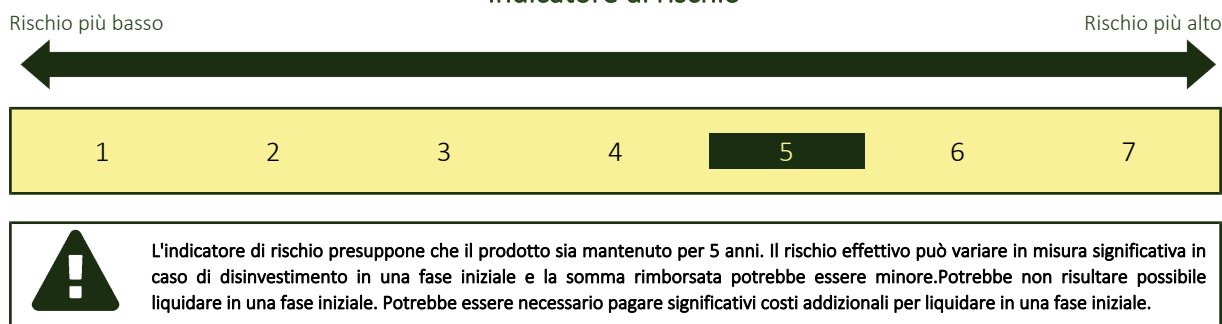 Indicatore di rischio
Rischio più basso
Rischio più alto
1 2 3 4 5 6 7
L'indicatore di rischio presuppone che il prodotto sia mantenuto per 5 anni. Il rischio effettivo può variare in misura significativa in
caso di disinvestimento in una fase iniziale e la somma rimborsata potrebbe essere minore.Potrebbe non risultare possibile
liquidare in una fase iniziale. Potrebbe essere necessario pagare significativi costi addizionali per liquidare in una fase iniziale.